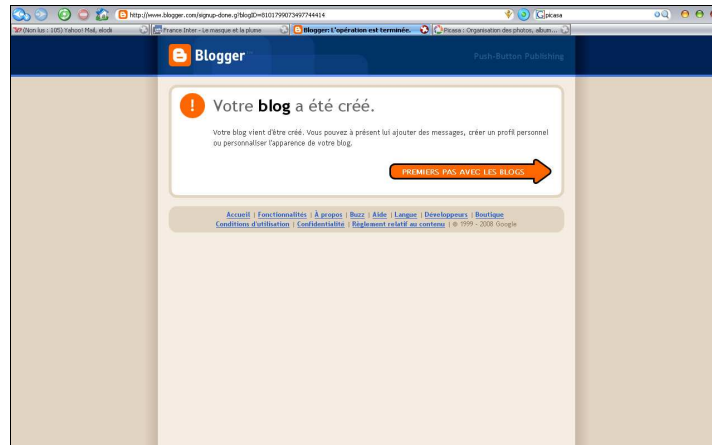 http://www.blogger.com/signup-done.g?blogID=8101799073497744414
picasa
(Non lus : 105) Yahoo! Mail, elodi
France Inter - Le masque et la plume
Blogger: L'opération est terminée.
Picasa : Organisation des photos, album...
Blogger
Push-Button Publishing
! Votre blog a été créé.
Votre blog vient d'être créé. Vous pouvez à présent lui ajouter des messages, créer un profil personnel
ou personnaliser l'apparence de votre blog.
PREMIERS PAS AVEC LES BLOGS
Accueil | Fonctionnalités | À propos | Buzz | Aide | Langue | Développeurs | Boutique
Conditions d'utilisation | Confidentialité | Règlement relatif au contenu | © 1999 - 2008 Google